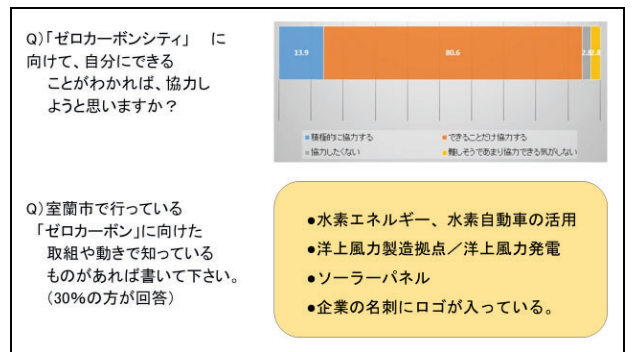 Q)「ゼロカーボンシティ」 に
向けて、自分にできる
ことがわかれば、協力し
ようと思いますか？
13.9
80.6
2.8
2.8
■積極的に協力する
■できることだけ協力する
■協力したくない
■難しそうであまり協力できる気がしない
Q)室蘭市で行っている
「ゼロカーボン」に向けた
取組や動きで知っている
ものがあれば書いて下さい。
（30％の方が回答）
●水素エネルギー、水素自動車の活用
●洋上風力製造拠点／洋上風力発電
●ソーラーパネル
●企業の名刺にロゴが入っている。